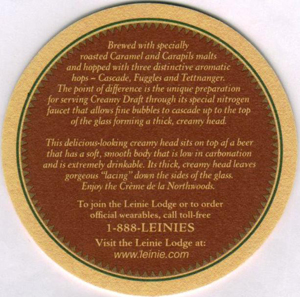 Brewed with specially
roasted Caramel and Carapils malts
and hopped with three distinctive aromatic
hops – Cascade, Fuggles and Tettnanger.
The point of difference is the unique preparation
for serving Creamy Draft through its special nitrogen
faucet that allows fine bubbles to cascade up to the top
of the glass forming a thick, creamy head.
This delicious-looking creamy head sits on top of a beer
that has a soft, smooth body that is low in carbonation
and is extremely drinkable. Its thick, creamy head leaves
gorgeous "lacing" down the sides of the glass.
Enjoy the Crème de la Northwoods.
To join the Leinie Lodge or to order
official wearables, call toll-free
1-888-LEINIES
Visit the Leinie Lodge at:
www.leinie.com